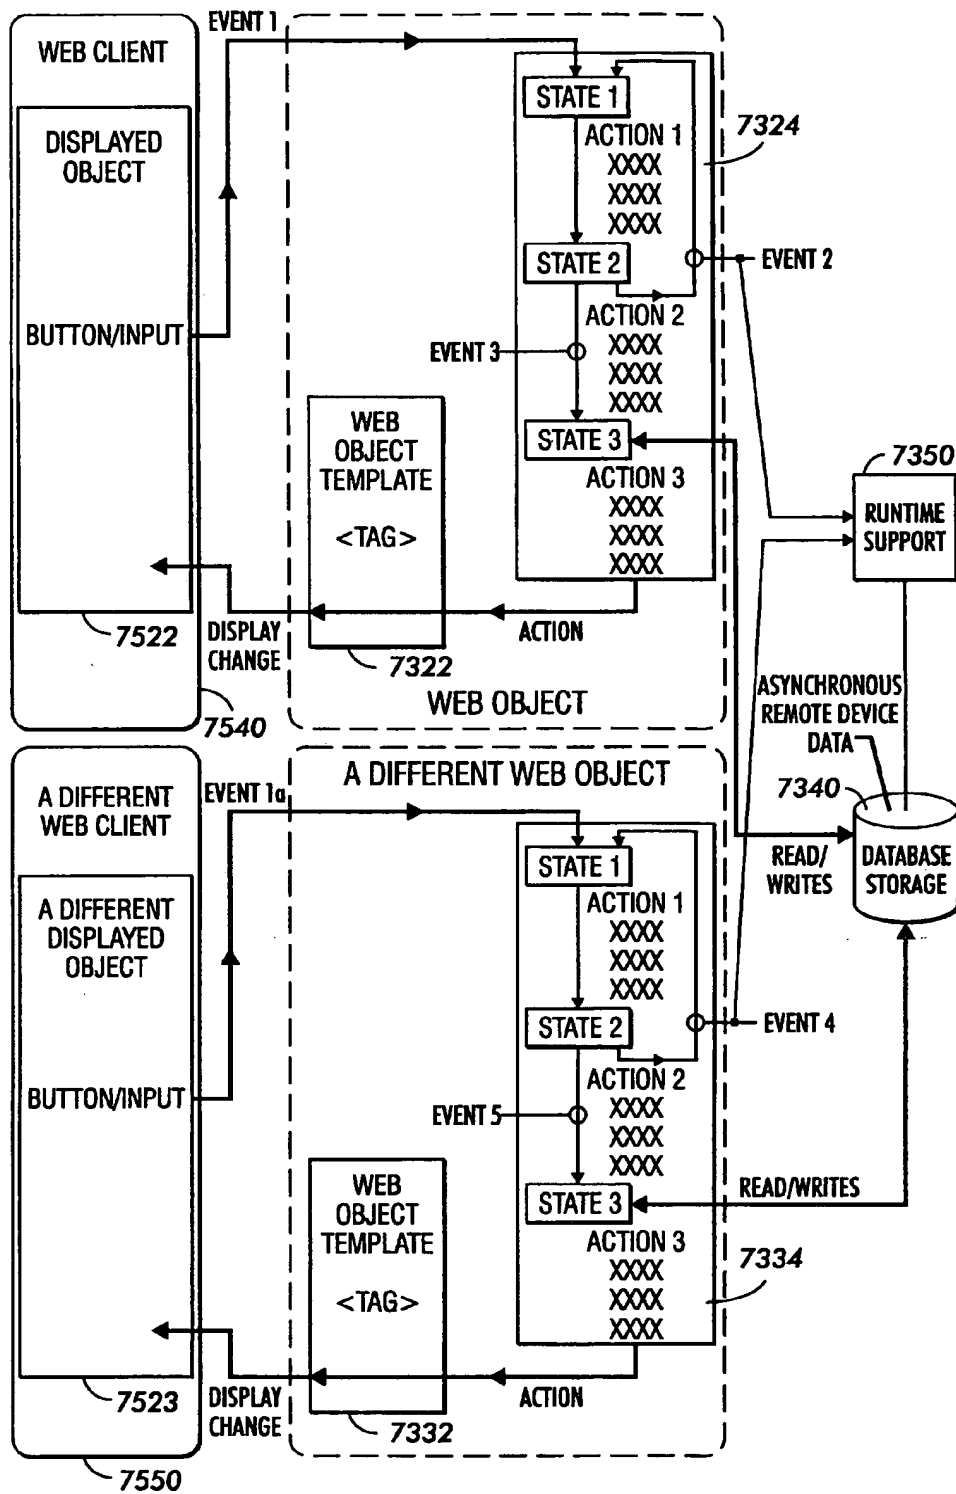 EVENT 1
WEB CLIENT
DISPLAYED
OBJECT
BUTTON/INPUT
7522
7540
STATE 1
ACTION 1
XXXX
XXXX
XXXX
7324
STATE 2
EVENT 2
ACTION 2
XXXX
XXXX
XXXX
EVENT 3
STATE 3
ACTION 3
XXXX
XXXX
XXXX
WEB
OBJECT
TEMPLATE
<TAG>
7322
ACTION
DISPLAY
CHANGE
WEB OBJECT
7350
RUNTIME
SUPPORT
ASYNCHRONOUS
REMOTE DEVICE
DATA
7340
DATABASE
STORAGE
READ/
WRITES
A DIFFERENT
WEB CLIENT
EVENT 1a
A DIFFERENT WEB OBJECT
A DIFFERENT
DISPLAYED
OBJECT
BUTTON/INPUT
7523
7550
STATE 1
ACTION 1
XXXX
XXXX
XXXX
STATE 2
EVENT 4
ACTION 2
XXXX
XXXX
XXXX
EVENT 5
STATE 3
READ/WRITES
ACTION 3
XXXX
XXXX
XXXX
7334
WEB
OBJECT
TEMPLATE
<TAG>
7332
ACTION
DISPLAY
CHANGE